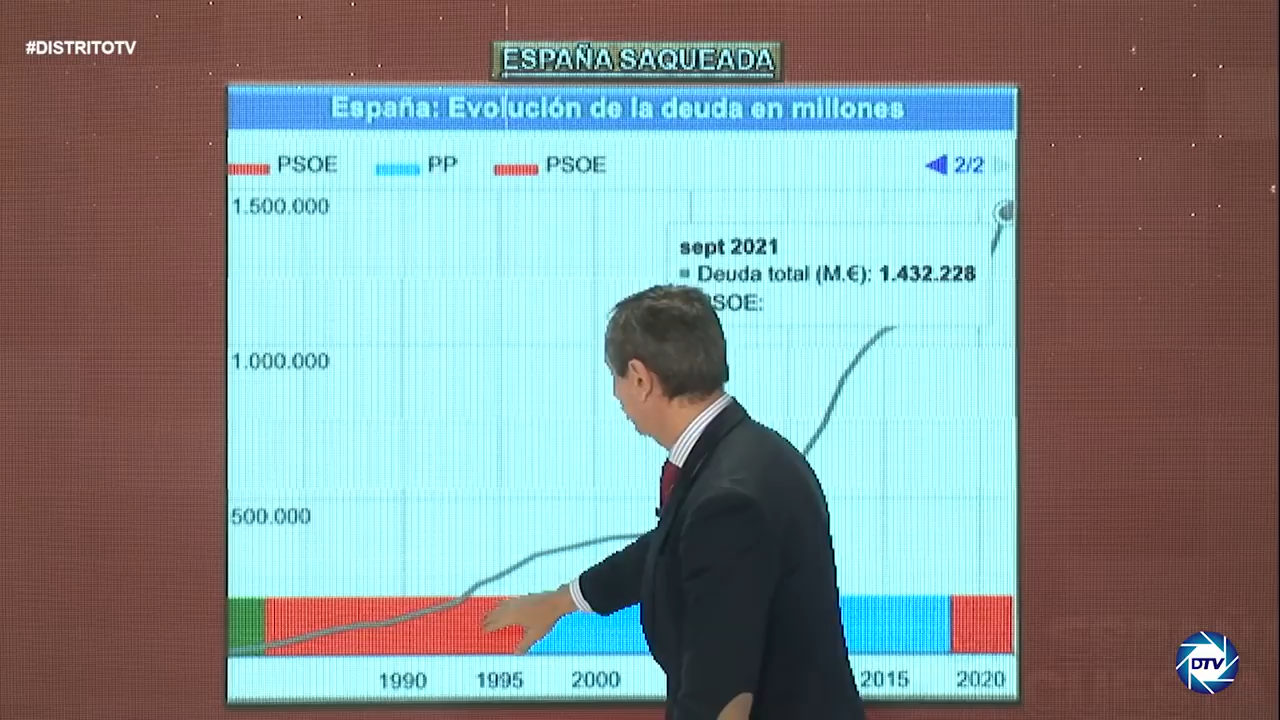 #DISTRITOTV
ESPAÑA SAQUEADA
España: Evolución de la deuda en millones
PSOE PP PSOE 2/2
1.500.000
sept 2021
Deuda total (M.€): 1.432.228
PSOE:
1.000.000
500.000
1990 1995 2000 2015 2020
DTV